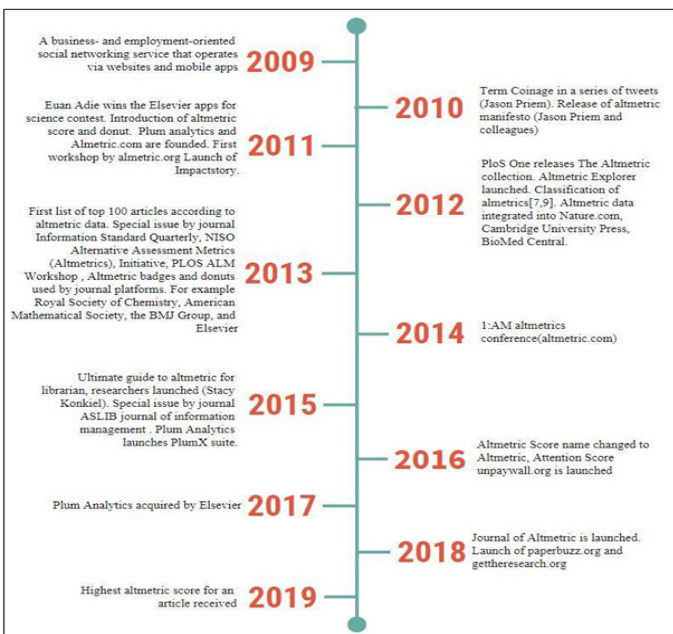 A business- and employment-oriented
social networking service that operates
via websites and mobile apps
2009
2010
Term Coinage in a series of tweets
(Jason Priem). Release of altmetric
manifesto (Jason Priem and
colleagues)
Euan Adie wins the Elsevier apps for
science contest. Introduction of altmetric
score and donut. Plum analytics and
Almetric.com are founded. First
workshop by almetric.org Launch of
Impactstory.
2011
2012
PloS One releases The Altmetric
collection. Altmetric Explorer
launched. Classification of
almetrics[7,9]. Altmetric data
integrated into Nature.com,
Cambridge University Press,
BioMed Central.
First list of top 100 articles according to
altmetric data. Special issue by journal
Information Standard Quarterly, NISO
Alternative Assessment Metrics
(Altmetrics), Initiative, PLOS ALM
Workshop , Altmetric badges and donuts
used by journal platforms. For example
Royal Society of Chemistry, American
Mathematical Society, the BMJ Group, and
Elsevier
2013
2014
1:AM altmetrics
conference(altmetric.com)
Ultimate guide to altmetric for
librarian, researchers launched (Stacy
Konkiel). Special issue by journal
ASLIB journal of information
management . Plum Analytics
launches PlumX suite.
2015
2016
Altmetric Score name changed to
Altmetric, Attention Score
unpaywall.org is launched
Plum Analytics acquired by Elsevier
2017
2018
Journal of Altmetric is launched.
Launch of paperbuzz.org and
gettheresearch.org
Highest altmetric score for an
article received
2019